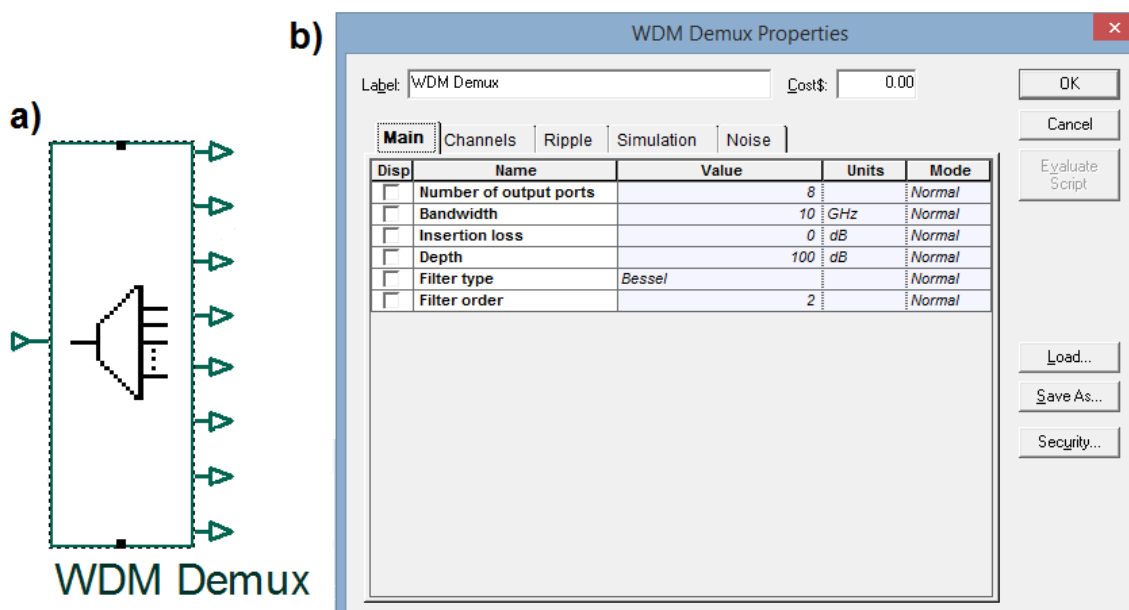 a)
WDM Demux
b)
WDM Demux Properties
Label: WDM Demux Cost$: 0.00
OK
Cancel
Evaluate
Script
Main Channels Ripple Simulation Noise
Disp Name Value Units Mode
Number of output ports 8 Normal
Bandwidth 10 GHz Normal
Insertion loss 0 dB Normal
Depth 100 dB Normal
Filter type Bessel Normal
Filter order 2 Normal
Load...
Save As...
Security...